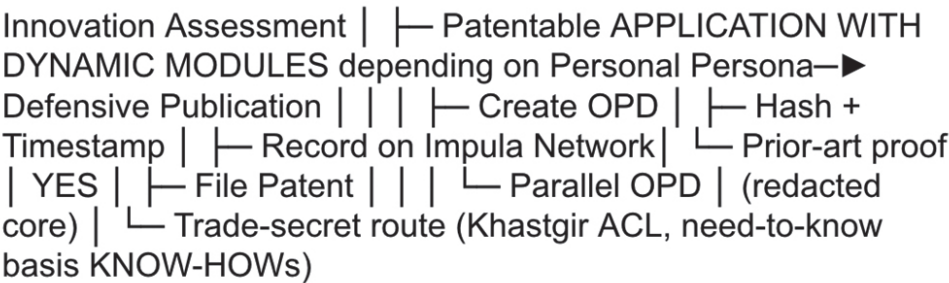 Innovation Assessment │ ├─ Patentable APPLICATION WITH
DYNAMIC MODULES depending on Personal Persona─►
Defensive Publication │ │ │ ├─ Create OPD │ ├─ Hash +
Timestamp │ ├─ Record on Impula Network│ └─ Prior-art proof
│ YES │ ├─ File Patent │ │ │ └─ Parallel OPD │ (redacted
core) │ └─ Trade-secret route (Khastgir ACL, need-to-know
basis KNOW-HOWs)